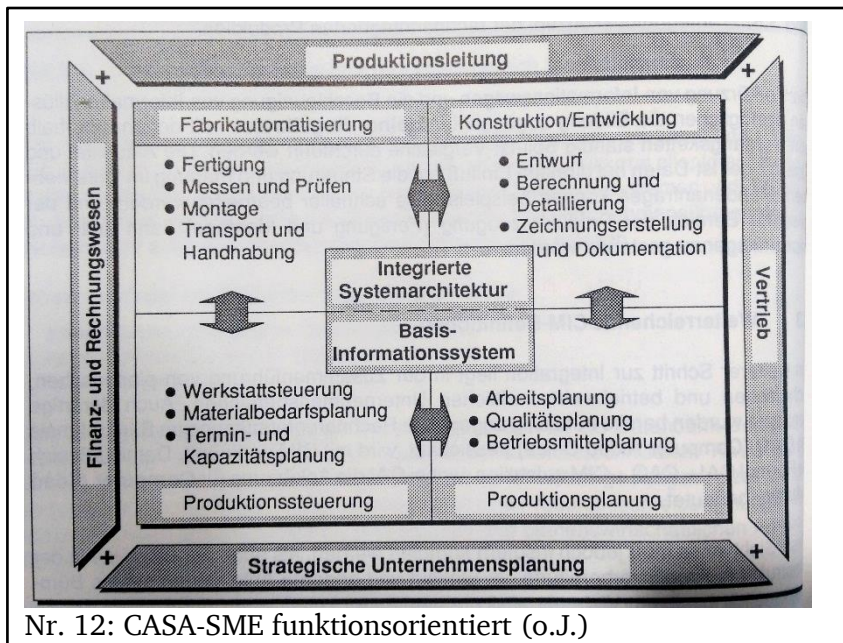 Produktionsleitung
+
+
Fabrikautomatisierung
Konstruktion/Entwicklung
• Fertigung
• Messen und Prüfen
• Montage
• Transport und
Handhabung
• Entwurf
• Berechnung und
Detaillierung
• Zeichnungserstellung
und Dokumentation
Finanz- und Rechnungswesen
Vertrieb
Integrierte
Systemarchitektur
Basis-
Informationssystem
• Werkstattsteuerung
• Materialbedarfsplanung
• Termin- und
Kapazitätsplanung
• Arbeitsplanung
• Qualitätsplanung
• Betriebsmittelplanung
Produktionssteuerung
Produktionsplanung
+
+
Strategische Unternehmensplanung
Nr. 12: CASA-SME funktionsorientiert (o.J.)